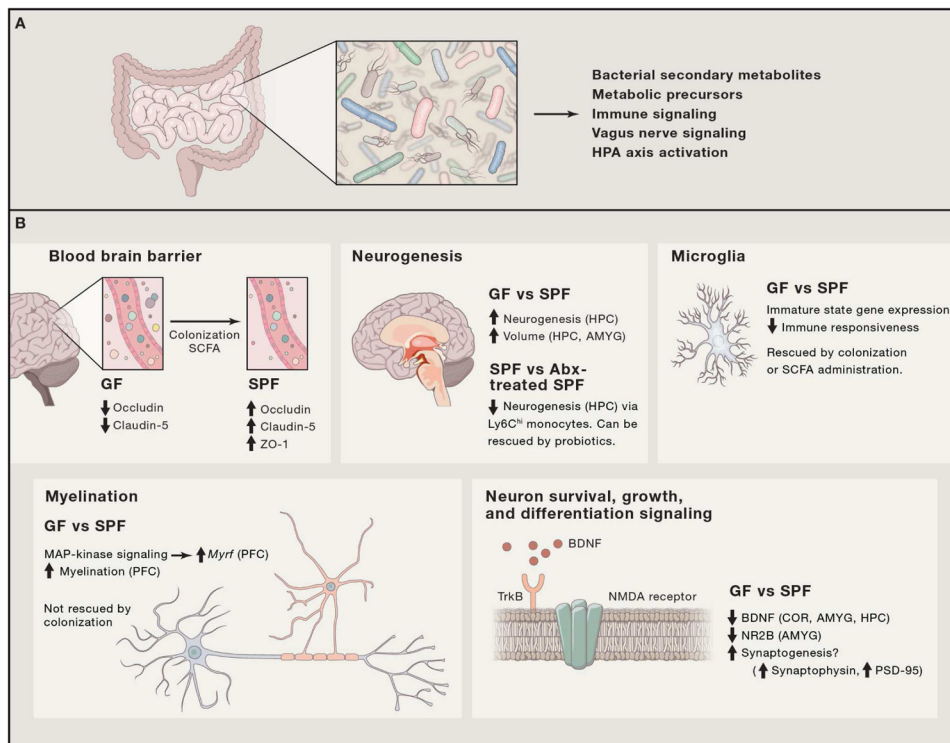 A
Bacterial secondary metabolites
Metabolic precursors
Immune signaling
Vagus nerve signaling
HPA axis activation
B
Blood brain barrier
Colonization
SCFA
GF
↓ Occludin
↓ Claudin-5
SPF
↑ Occludin
↑ Claudin-5
↑ ZO-1
Neurogenesis
GF vs SPF
↑ Neurogenesis (HPC)
↑ Volume (HPC, AMYG)
SPF vs Abx-
treated SPF
↓ Neurogenesis (HPC) via
Ly6Cʰⁱ monocytes. Can be
rescued by probiotics.
Microglia
GF vs SPF
Immature state gene expression
↓ Immune responsiveness
Rescued by colonization
or SCFA administration.
Myelination
GF vs SPF
MAP-kinase signaling → ↑ Myrf (PFC)
↑ Myelination (PFC)
Not rescued by
colonization
Neuron survival, growth,
and differentiation signaling
BDNF
TrkB
NMDA receptor
GF vs SPF
↓ BDNF (COR, AMYG, HPC)
↓ NR2B (AMYG)
↑ Synaptogenesis?
(↑ Synaptophysin, ↑ PSD-95)